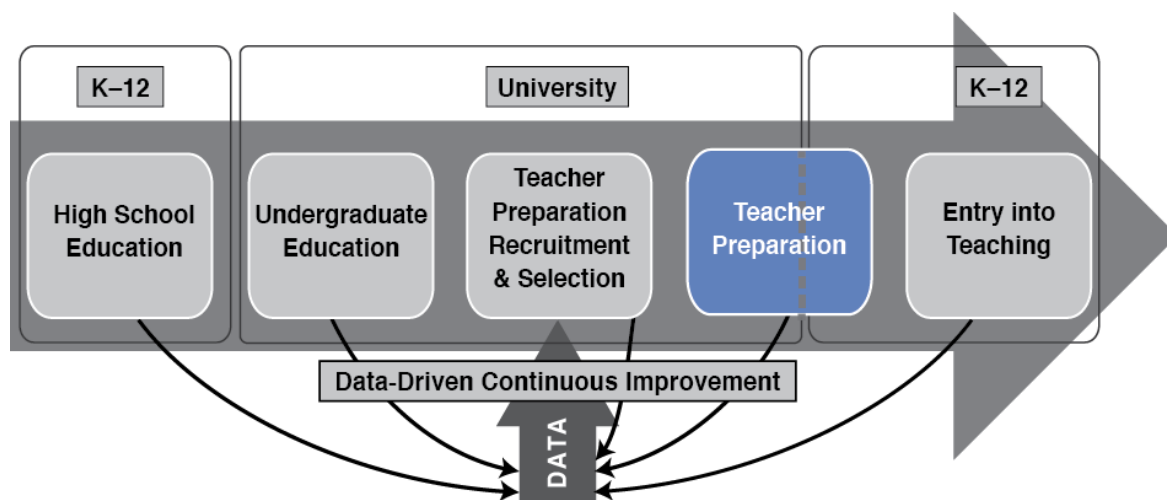 K–12
University
K–12
High School
Education
Undergraduate
Education
Teacher
Preparation
Recruitment
& Selection
Teacher
Preparation
Entry into
Teaching
Data-Driven Continuous Improvement
DATA